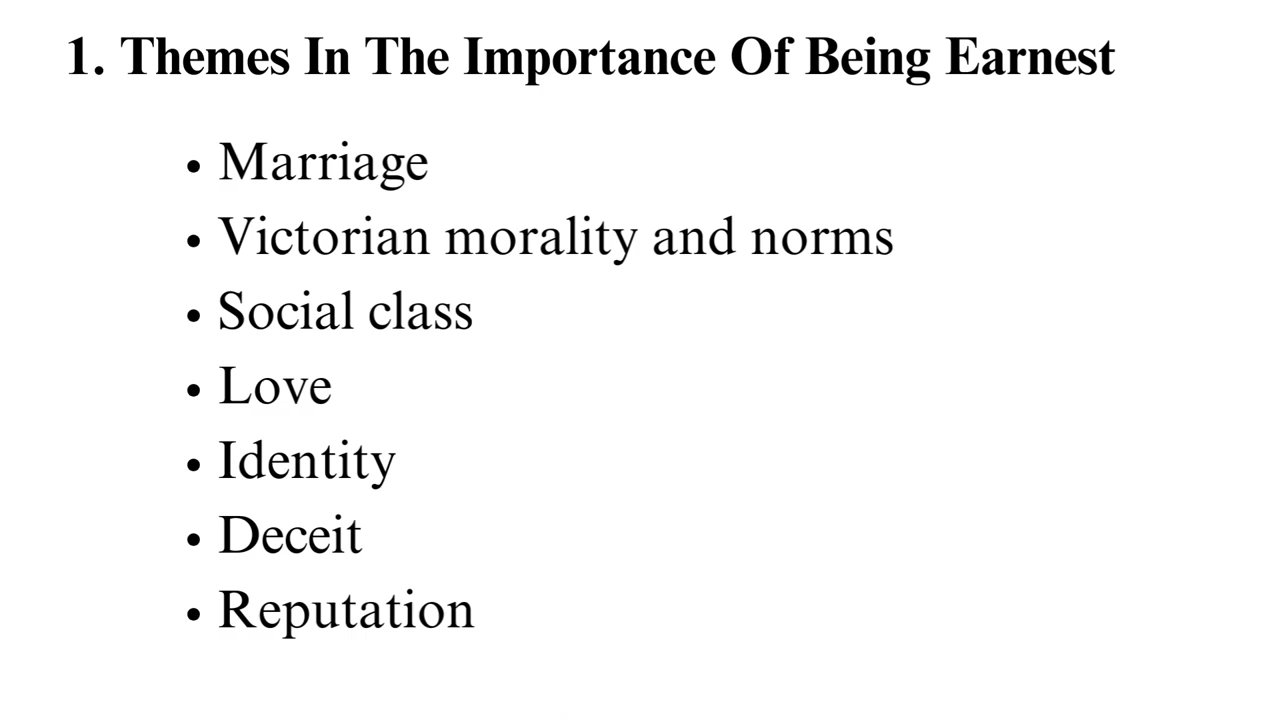 1. Themes In The Importance Of Being Earnest
• Marriage
• Victorian morality and norms
• Social class
• Love
• Identity
• Deceit
• Reputation